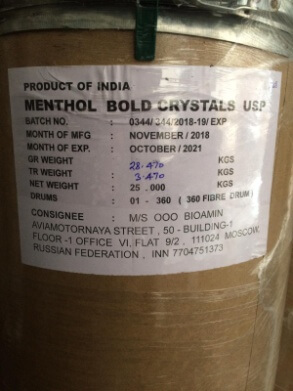 PRODUCT OF INDIA
MENTHOL BOLD CRYSTALS USP
BATCH NO. : 0344/344/2018-19/EXP
MONTH OF MFG : NOVEMBER/2018
MONTH OF EXP. : OCTOBER/2021
GR WEIGHT : 28.470 KGS
TR WEIGHT : 3.470 KGS
NET WEIGHT : 25.000 KGS
DRUMS : 01 - 360 (360 FIBRE DRUM)
CONSIGNEE : M/S OOO BIOAMIN
AVIAMOTORNAYA STREET, 50 - BUILDING-1
FLOOR -1 OFFICE VI, FLAT 9/2, 111024 MOSCOW.
RUSSIAN FEDERATION, INN 7704751373